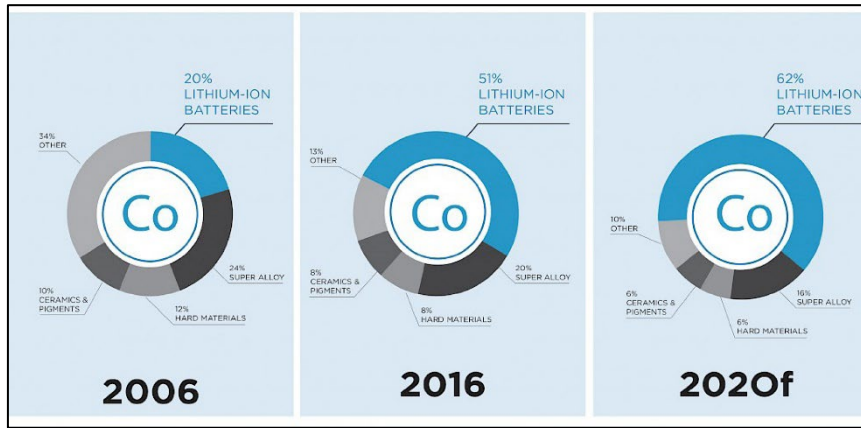 20%
LITHIUM-ION
BATTERIES
34%
OTHER
Co
24%
SUPER ALLOY
10%
CERAMICS &
PIGMENTS
12%
HARD MATERIALS
2006
51%
LITHIUM-ION
BATTERIES
13%
OTHER
Co
20%
SUPER ALLOY
8%
CERAMICS &
PIGMENTS
8%
HARD MATERIALS
2016
62%
LITHIUM-ION
BATTERIES
10%
OTHER
Co
16%
SUPER ALLOY
6%
CERAMICS &
PIGMENTS
6%
HARD MATERIALS
2020f